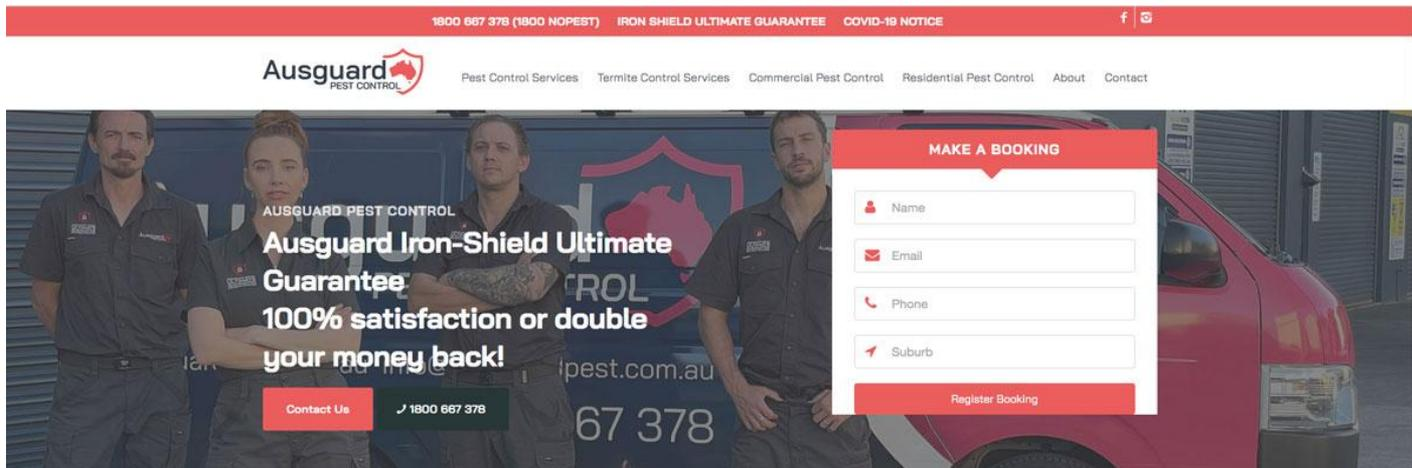 1800 667 378 (1800 NOPEST) IRON SHIELD ULTIMATE GUARANTEE COVID-19 NOTICE
Ausguard
PEST CONTROL
Pest Control Services Termite Control Services Commercial Pest Control Residential Pest Control About Contact
MAKE A BOOKING
Name
Email
Phone
Suburb
Register Booking
AUSGUARD PEST CONTROL
Ausguard Iron-Shield Ultimate
Guarantee
100% satisfaction or double
your money back!
Contact Us
1800 667 378
pest.com.au
67 378